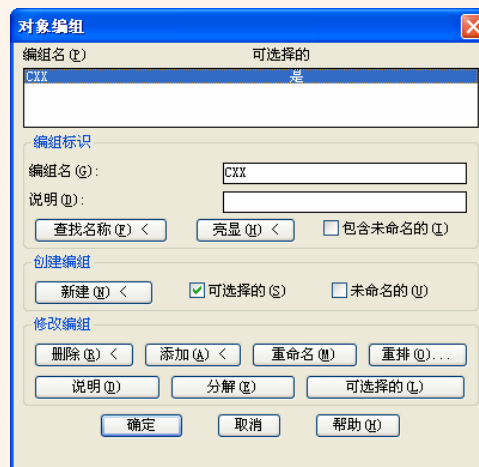 对象编组
编组名(P) 可选择的
CXX 是
编组标识
编组名(G): CXX
说明(D):
查找名称(F) < 亮显(H) < 包含未命名的(I)
创建编组
新建(N) < 可选择的(S) 未命名的(U)
修改编组
删除(R) < 添加(A) < 重命名(M) 重排(O)...
说明(D) 分解(E) 可选择的(L)
确定 取消 帮助(H)